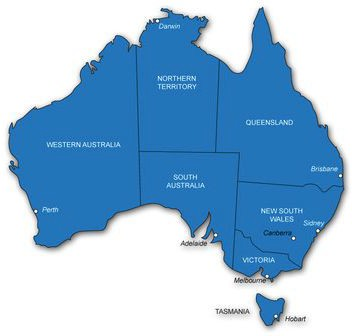 Darwin
NORTHERN
TERRITORY
QUEENSLAND
WESTERN AUSTRALIA
Brisbane
SOUTH
AUSTRALIA
Perth
NEW SOUTH
WALES
Sidney
Canberra
Adelaide
VICTORIA
Melbourne
TASMANIA
Hobart